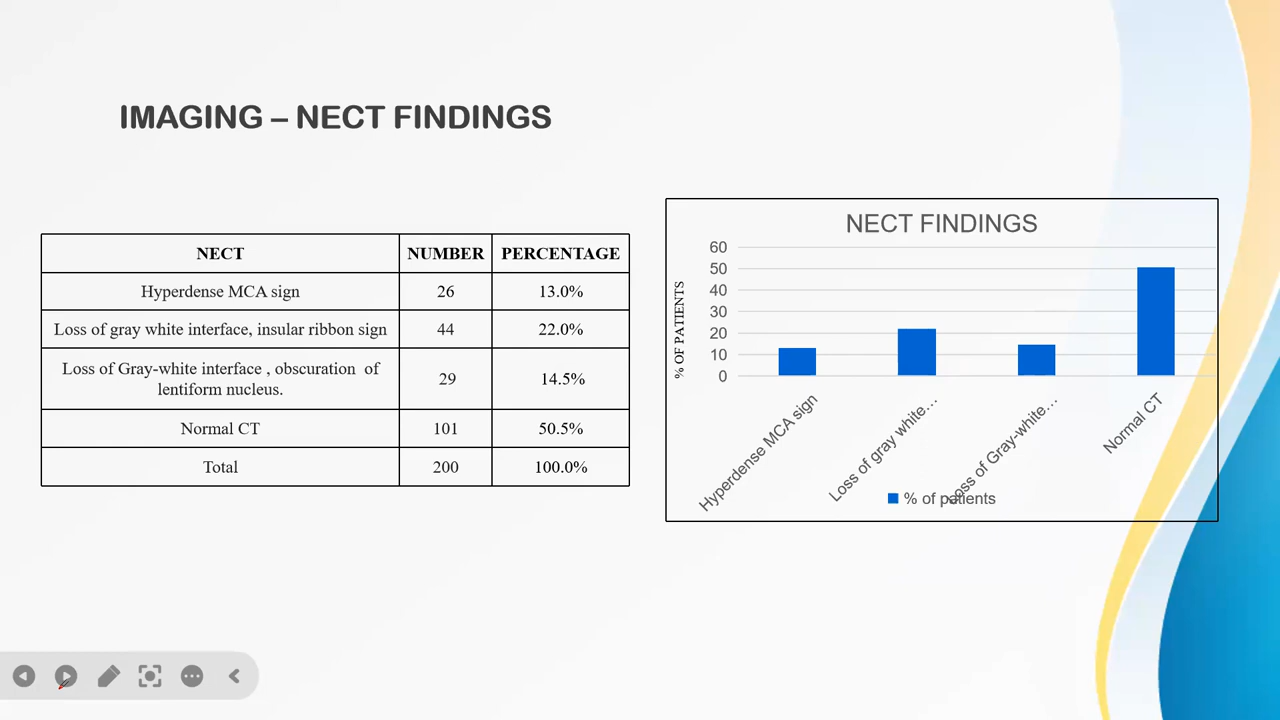 IMAGING – NECT FINDINGS
NECT NUMBER PERCENTAGE
Hyperdense MCA sign 26 13.0%
Loss of gray white interface, insular ribbon sign 44 22.0%
Loss of Gray-white interface , obscuration of
lentiform nucleus. 29 14.5%
Normal CT 101 50.5%
Total 200 100.0%
NECT FINDINGS
% OF PATIENTS
60
50
40
30
20
10
0
Hyperdense MCA sign
Loss of gray white…
Loss of Gray-white…
Normal CT
% of patients